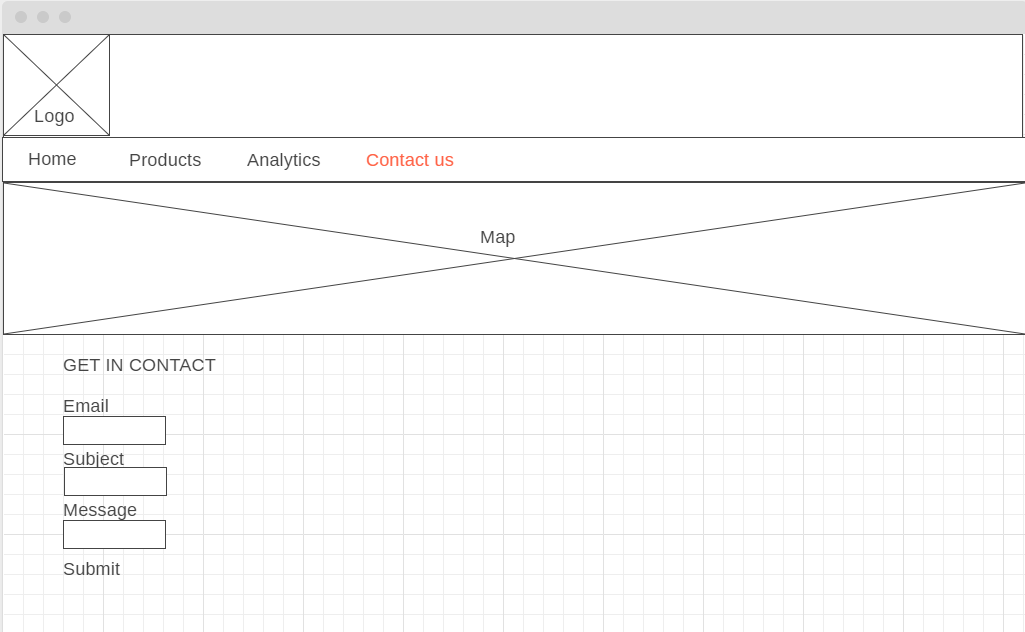 Logo
Home Products Analytics Contact us
Map
GET IN CONTACT
Email
Subject
Message
Submit